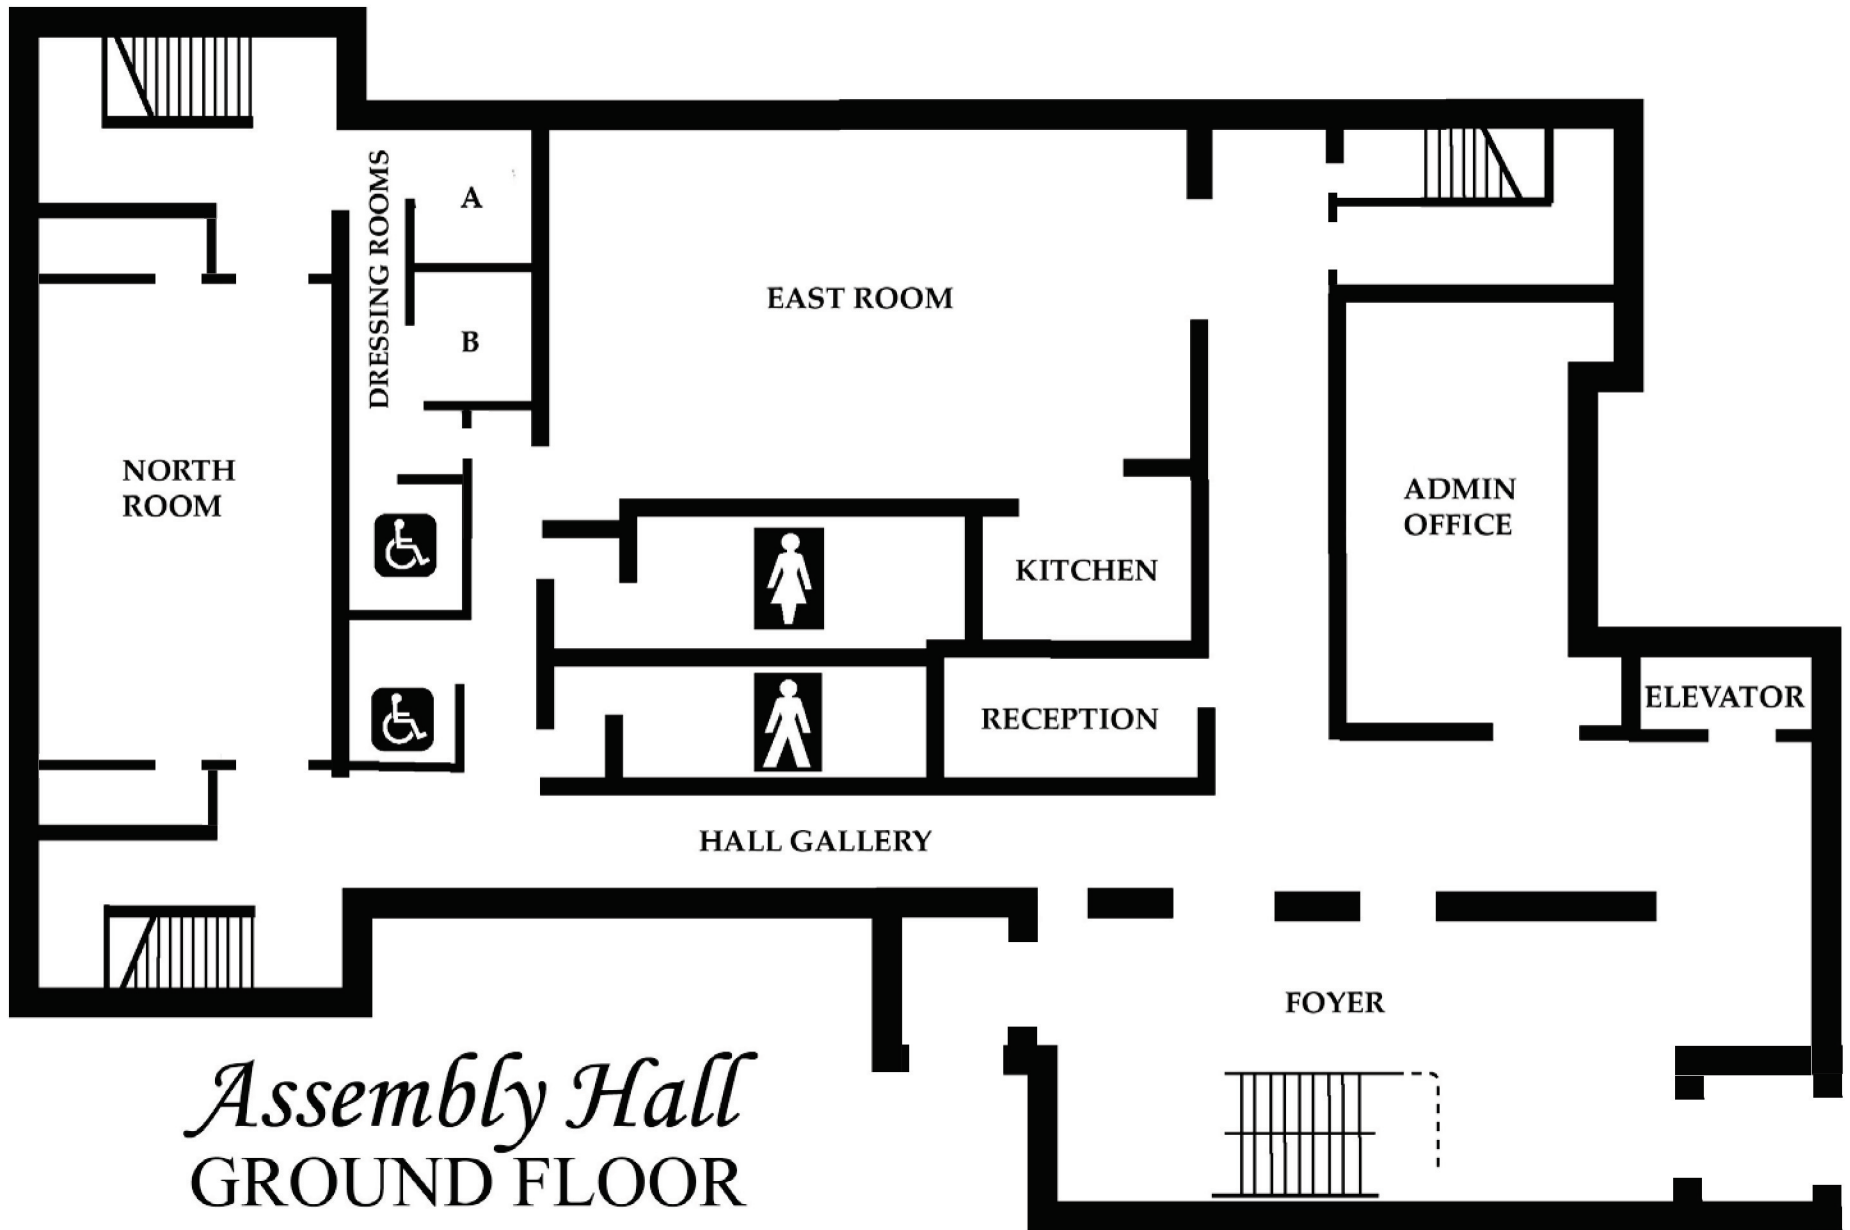 DRESSING ROOMS
A
B
EAST ROOM
NORTH
ROOM
ADMIN
OFFICE
KITCHEN
ELEVATOR
RECEPTION
HALL GALLERY
FOYER
Assembly Hall
GROUND FLOOR